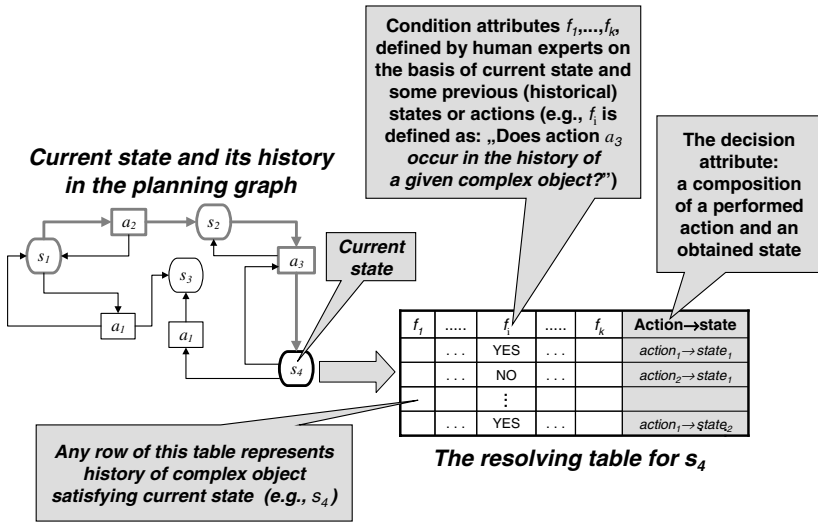 Condition attributes f1,...,fk,
defined by human experts on
the basis of current state and
some previous (historical)
states or actions (e.g., fi is
defined as: „Does action a3
occur in the history of
a given complex object?”)
The decision
attribute:
a composition
of a performed
action and an
obtained state
Current state and its history
in the planning graph
a2
s2
s1
a3
s3
a1
a1
s4
Current
state
f1 ..... fi ..... fk Action→state
... YES ... action1→state1
... NO ... action2→state1
⋮
... YES ... action1→state2
Any row of this table represents
history of complex object
satisfying current state (e.g., s4)
The resolving table for s4